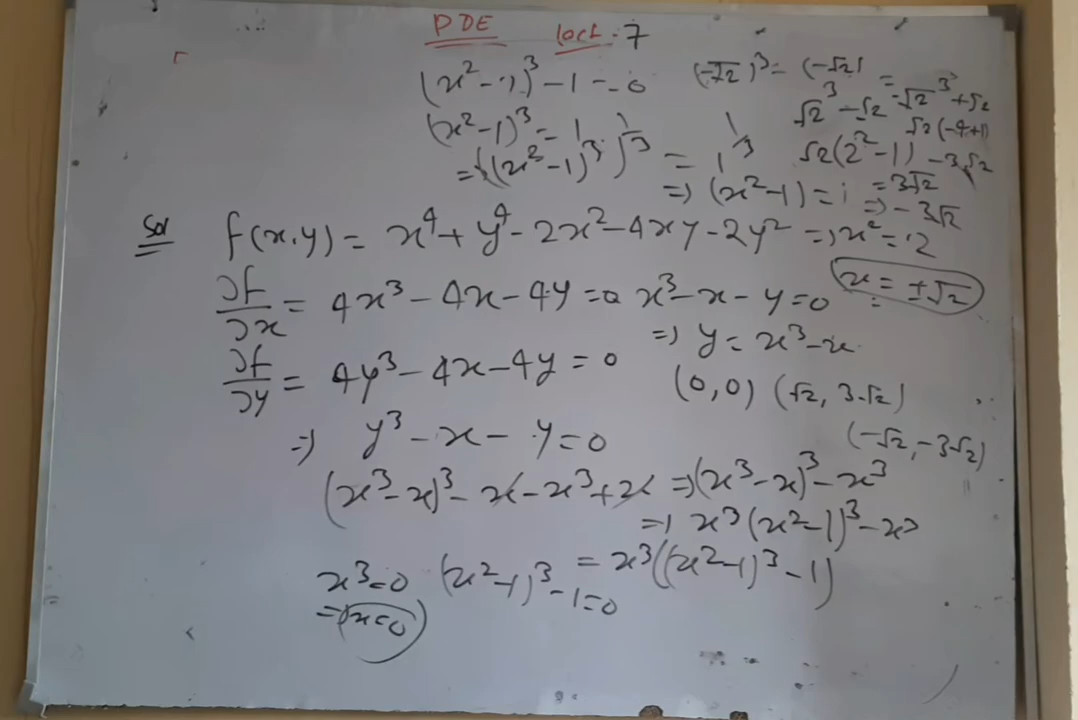 PDE Lect. 7
(x² - 1)³ - 1 = 0
(x² - 1)³ = 1
= ((x² - 1)³)^1/3 = 1^1/3
=> (x² - 1) = 1
=> x² = 2
x = ±√2
(-√2)³ - (-√2)
= -√2³ + √2
√2³ - √2
√2(2² - 1)
= 3√2
-3√2
=> -3√2
Sol f(x,y) = x⁴ + y⁴ - 2x² - 4xy - 2y²
∂f/∂x = 4x³ - 4x - 4y = 0 x³ - x - y = 0
=> y = x³ - x
∂f/∂y = 4y³ - 4x - 4y = 0
(0,0) (√2, 3√2)
(-√2, -3√2)
=> y³ - x - y = 0
(x³ - x)³ - x - x³ + x => (x³ - x)³ - x³
=> x³(x² - 1)³ - x³
= x³((x² - 1)³ - 1)
x³ = 0 (x² - 1)³ - 1 = 0
=> x = 0